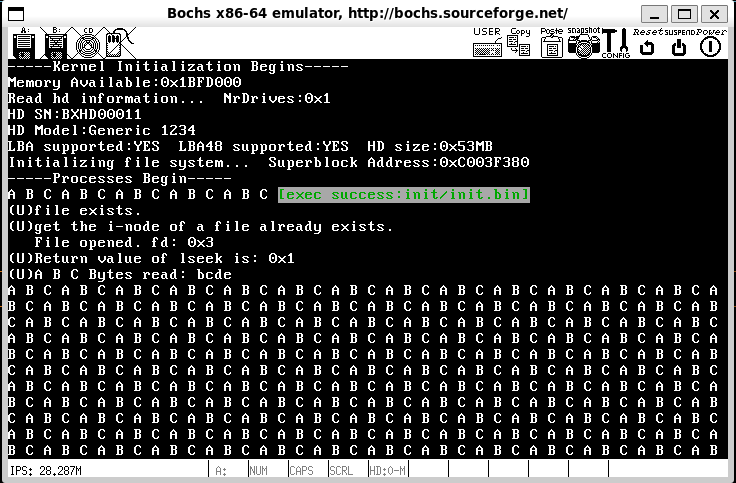 Bochs x86-64 emulator, http://bochs.sourceforge.net/
A: B: CD USER Copy Paste snapshot CONFIG Reset SUSPEND Power
-----Kernel Initialization Begins-----
Memory Available:0x1BFD000
Read hd information...  NrDrives:0x1
HD SN:BXHD00011
HD Model:Generic 1234
LBA supported:YES  LBA48 supported:YES  HD size:0x53MB
Initializing file system...  Superblock Address:0xC003F380
-----Processes Begin-----
A B C A B C A B C A B C A B C [exec success:init/init.bin]
(U)file exists.
(U)get the i-node of a file already exists.
   File opened. fd: 0x3
(U)Return value of lseek is: 0x1
(U)A B C Bytes read: bcde
A B C A B C A B C A B C A B C A B C A B C A B C A B C A B C A B C A B C A B C A
B C A B C A B C A B C A B C A B C A B C A B C A B C A B C A B C A B C A B C A B
C A B C A B C A B C A B C A B C A B C A B C A B C A B C A B C A B C A B C A B C
A B C A B C A B C A B C A B C A B C A B C A B C A B C A B C A B C A B C A B C A
B C A B C A B C A B C A B C A B C A B C A B C A B C A B C A B C A B C A B C A B
C A B C A B C A B C A B C A B C A B C A B C A B C A B C A B C A B C A B C A B C
A B C A B C A B C A B C A B C A B C A B C A B C A B C A B C A B C A B C A B C A
B C A B C A B C A B C A B C A B C A B C A B C A B C A B C A B C A B C A B C A B
C A B C A B C A B C A B C A B C A B C A B C A B C A B C A B C A B C A B C A B C
A B C A B C A B C A B C A B C A B C A B C A B C A B C A B C A B C A B C A B C A
B C A B C A B C A B C A B C A B C A B C A B C A B C A B C A B C A B C A B C A B
IPS: 28.287M A: NUM CAPS SCRL HD:0-M